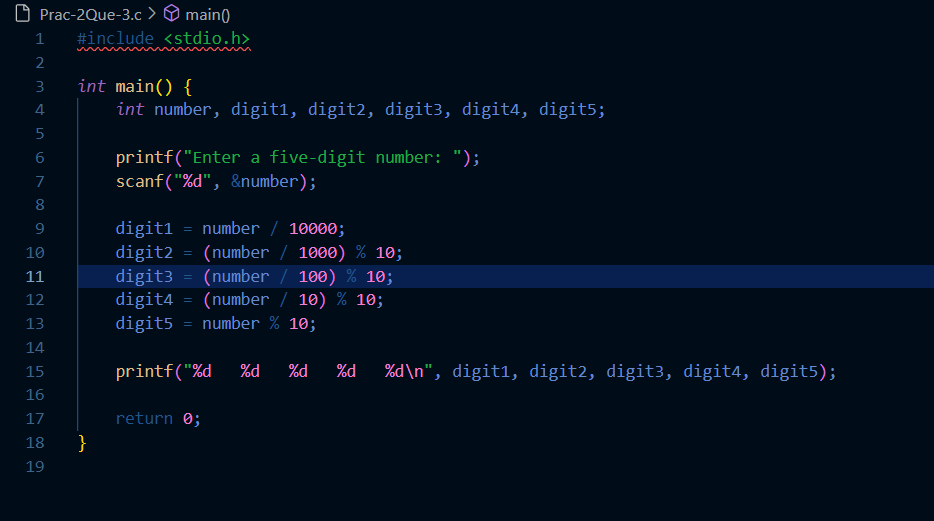 Prac-2Que-3.c > main()
1 #include <stdio.h>
2
3 int main() {
4     int number, digit1, digit2, digit3, digit4, digit5;
5
6     printf("Enter a five-digit number: ");
7     scanf("%d", &number);
8
9     digit1 = number / 10000;
10     digit2 = (number / 1000) % 10;
11     digit3 = (number / 100) % 10;
12     digit4 = (number / 10) % 10;
13     digit5 = number % 10;
14
15     printf("%d   %d   %d   %d   %d\n", digit1, digit2, digit3, digit4, digit5);
16
17     return 0;
18 }
19